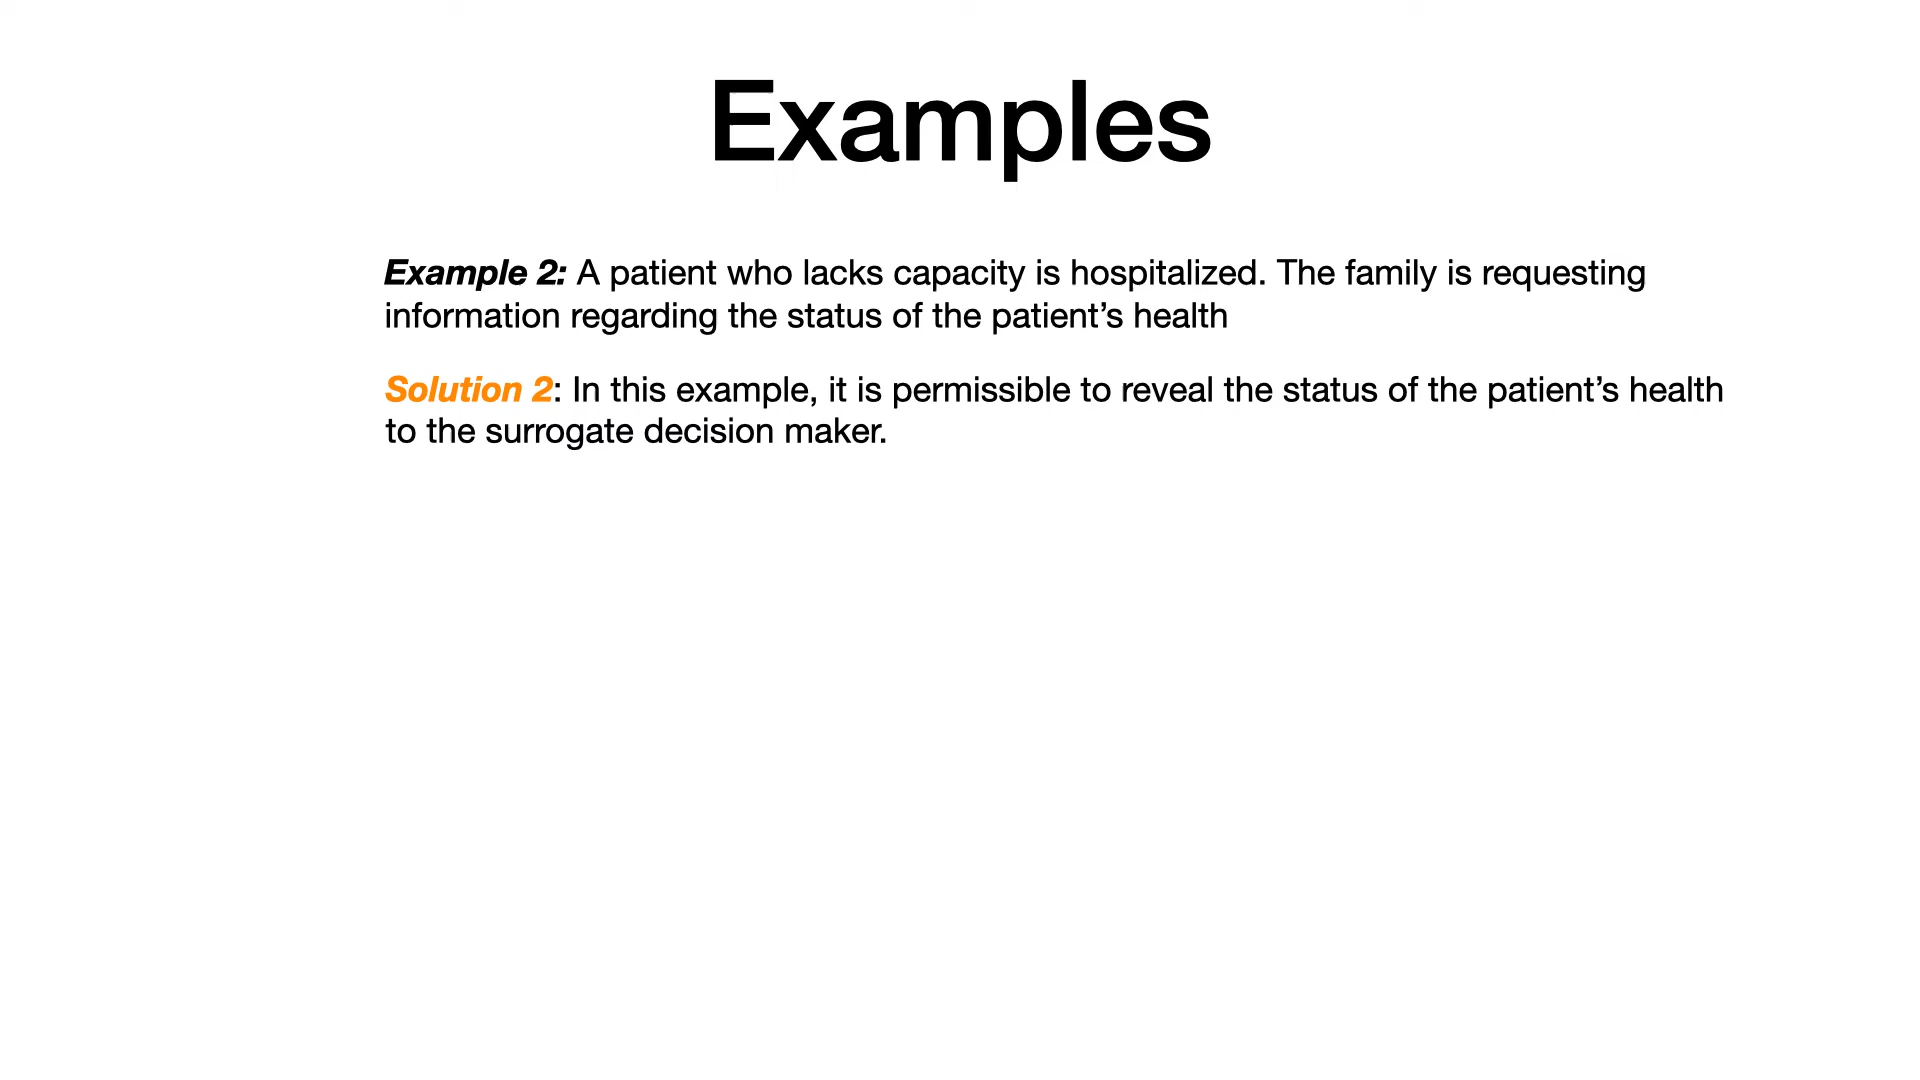 Examples
Example 2: A patient who lacks capacity is hospitalized. The family is requesting
information regarding the status of the patient’s health
Solution 2: In this example, it is permissible to reveal the status of the patient’s health
to the surrogate decision maker.